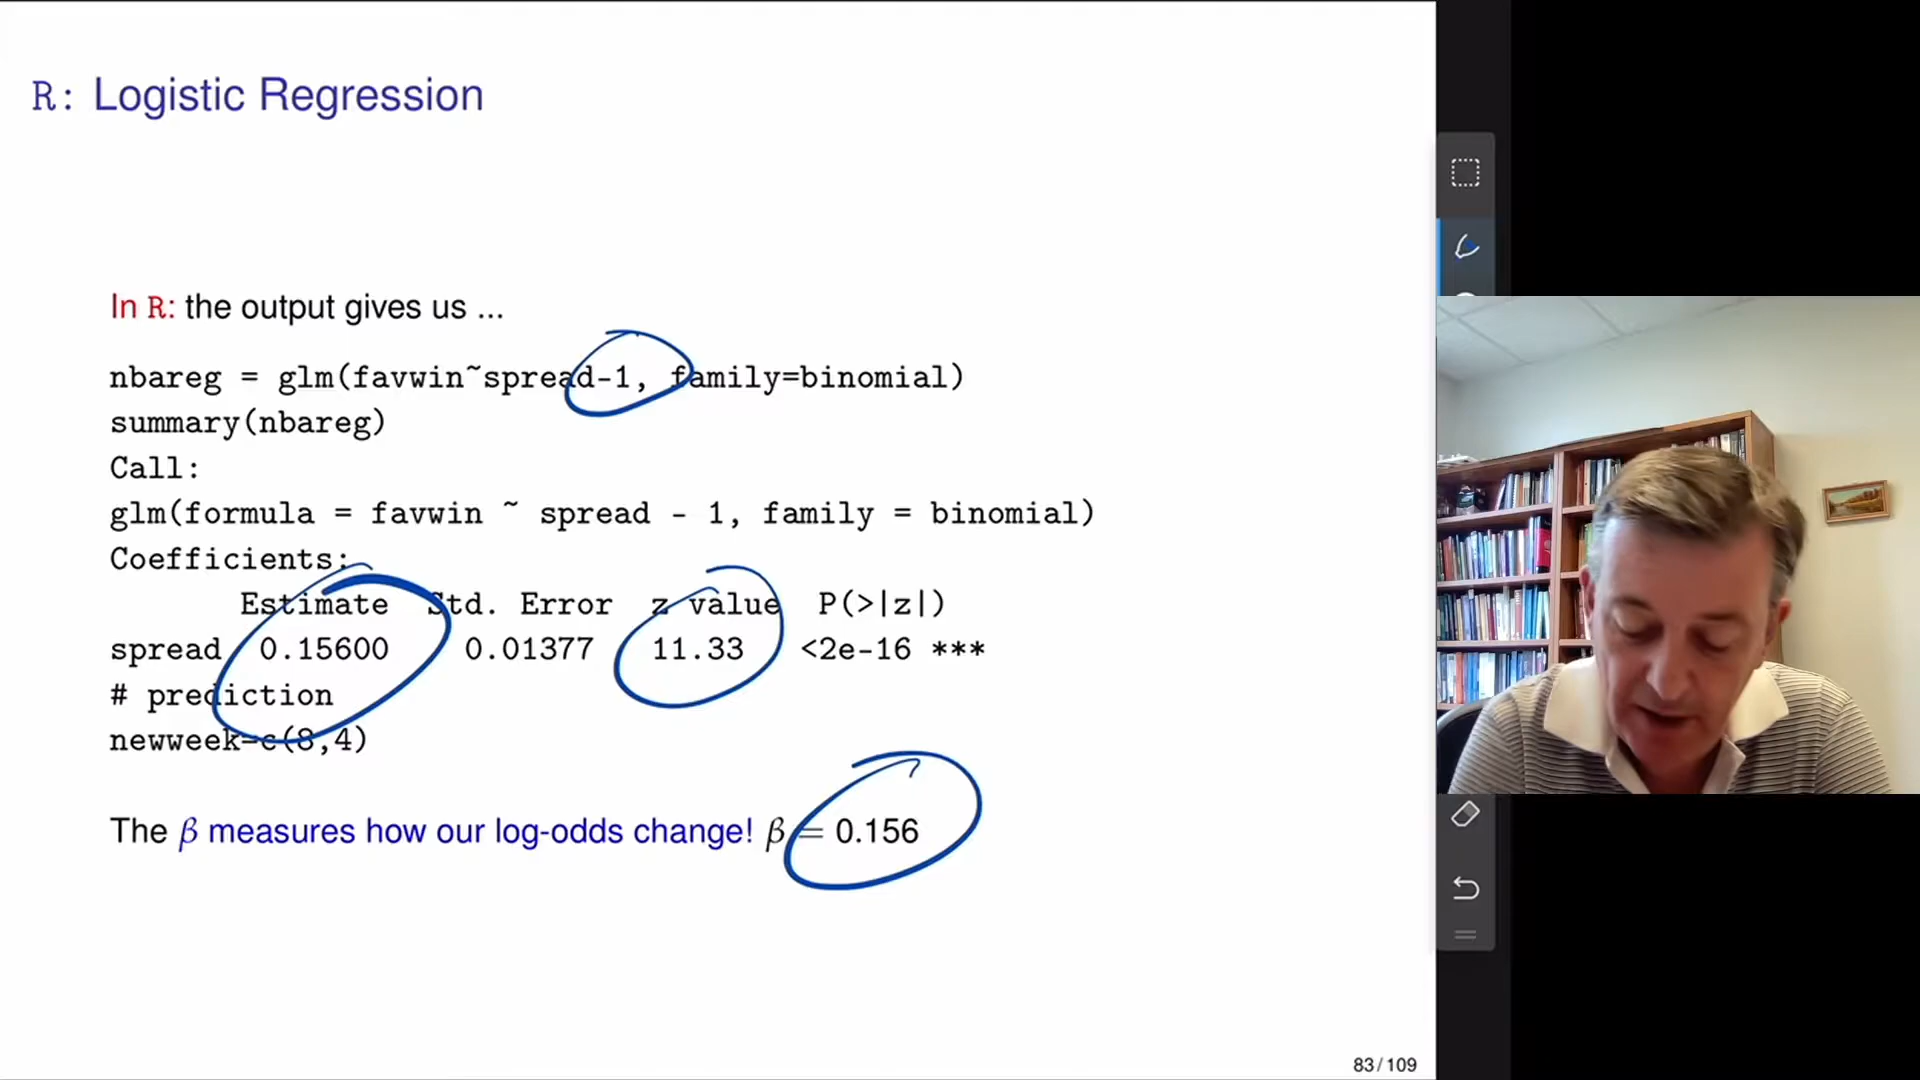 R: Logistic Regression
In R: the output gives us ...
nbareg = glm(favwin~spread-1, family=binomial)
summary(nbareg)
Call:
glm(formula = favwin ~ spread - 1, family = binomial)
Coefficients:
Estimate Std. Error z value P(>|z|)
spread 0.15600 0.01377 11.33 <2e-16 ***
# prediction
newweek=c(8,4)
The β measures how our log-odds change! β = 0.156
83/109